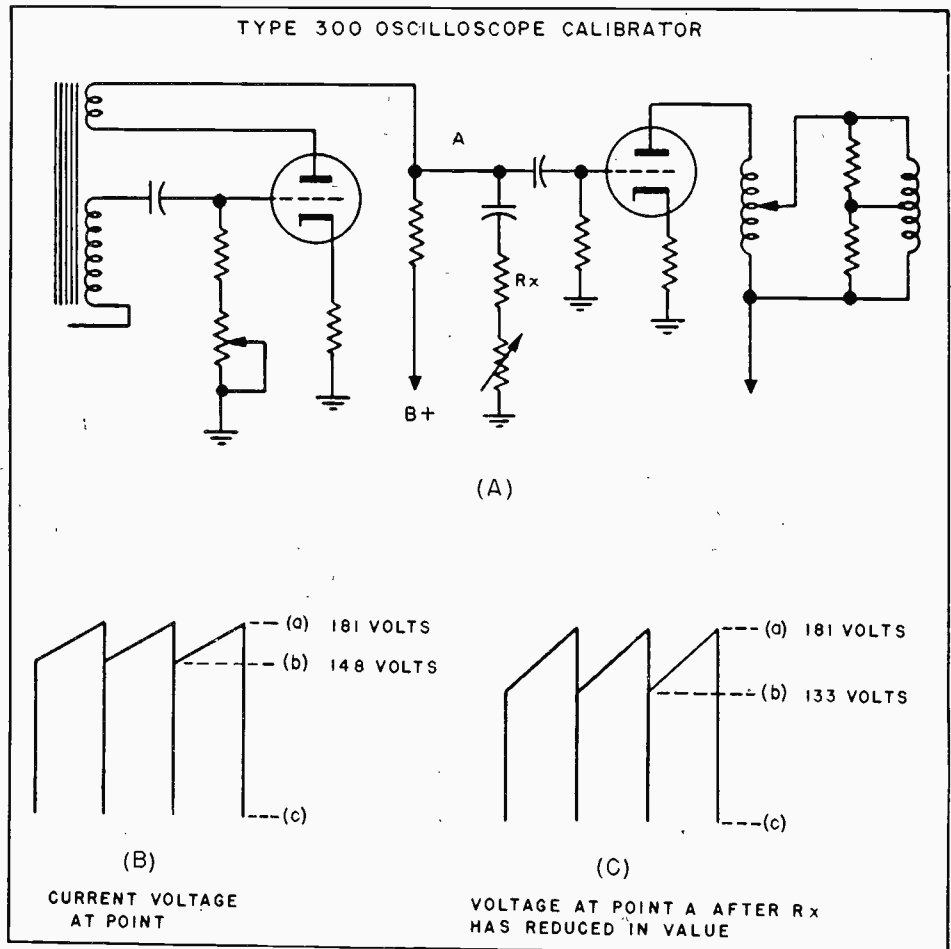 TYPE 300 OSCILLOSCOPE CALIBRATOR
A
Rx
B+
(A)
(a) 181 VOLTS
(b) 148 VOLTS
(c)
(B)
CURRENT VOLTAGE
AT POINT
(a) 181 VOLTS
(b) 133 VOLTS
(c)
(C)
VOLTAGE AT POINT A AFTER Rx
HAS REDUCED IN VALUE